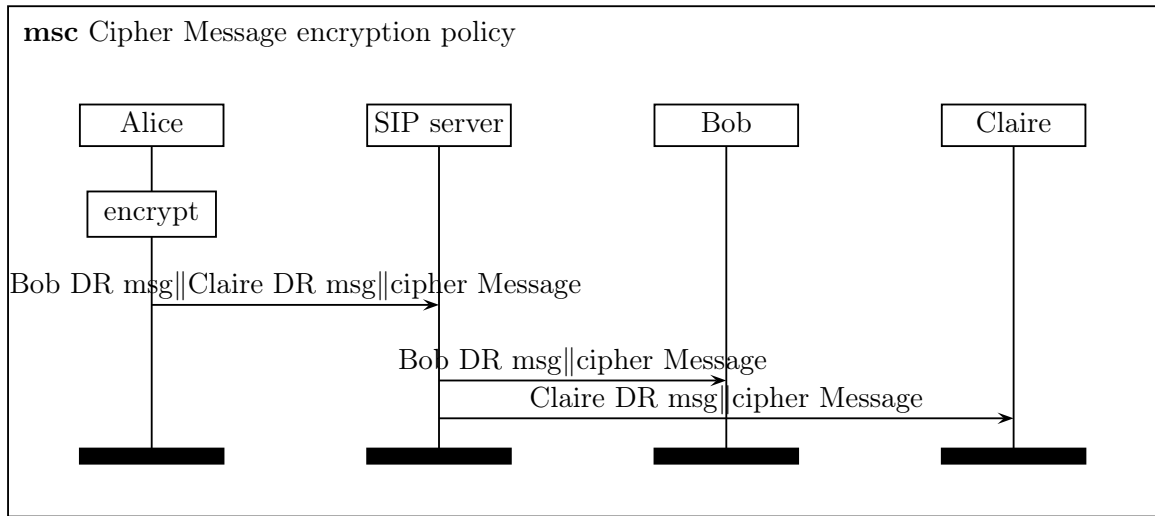 msc Cipher Message encryption policy
Alice
SIP server
Bob
Claire
encrypt
Bob DR msg‖Claire DR msg‖cipher Message
Bob DR msg‖cipher Message
Claire DR msg‖cipher Message